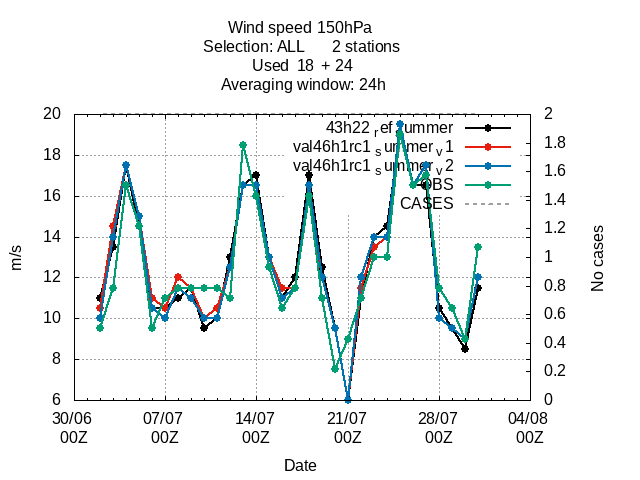 Wind speed 150hPa
Selection: ALL 2 stations
Used 18 + 24
Averaging window: 24h
43h22 ref summer
val46h1rc1 summer v1
val46h1rc1 summer v2
OBS
CASES
20
18
16
14
12
10
8
6
2
1.8
1.6
1.4
1.2
1
0.8
0.6
0.4
0.2
0
m/s
No cases
30/06 07/07 14/07 21/07 28/07 04/08
00Z 00Z 00Z 00Z 00Z 00Z
Date